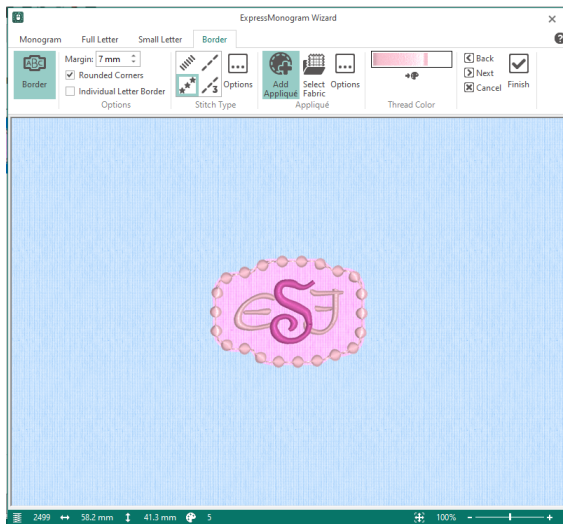 ExpressMonogram Wizard
Monogram Full Letter Small Letter Border
ABC
Border
Margin: 7 mm
Rounded Corners
Individual Letter Border
Options
3
Options
Stitch Type
Add Appliqué
Select Fabric
Options
Appliqué
Thread Color
Back
Next
Cancel
Finish
E S J
2499 58.2 mm 41.3 mm 5 100%